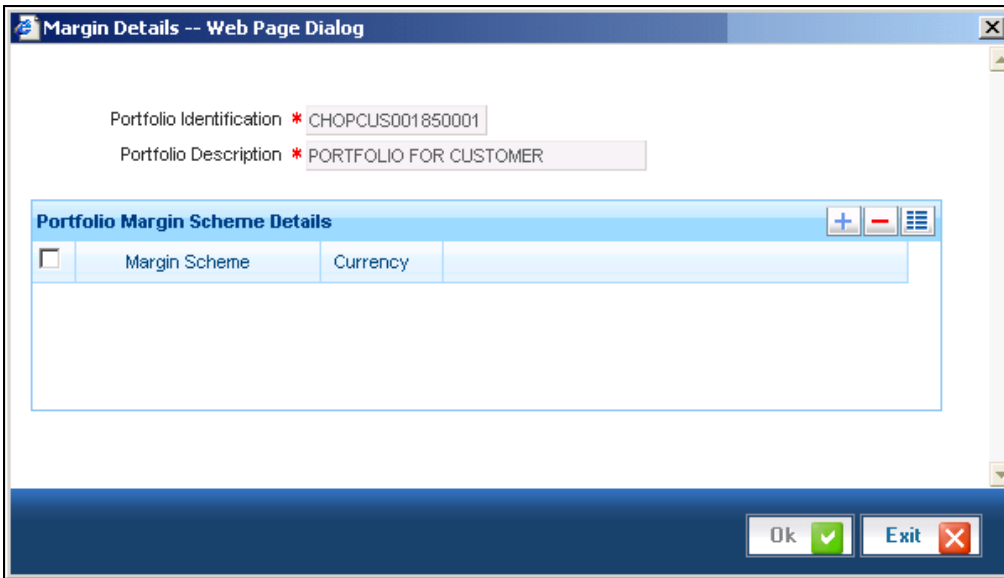 Margin Details -- Web Page Dialog
Portfolio Identification * CHOPCUS001850001
Portfolio Description * PORTFOLIO FOR CUSTOMER
Portfolio Margin Scheme Details
Margin Scheme Currency
Ok Exit